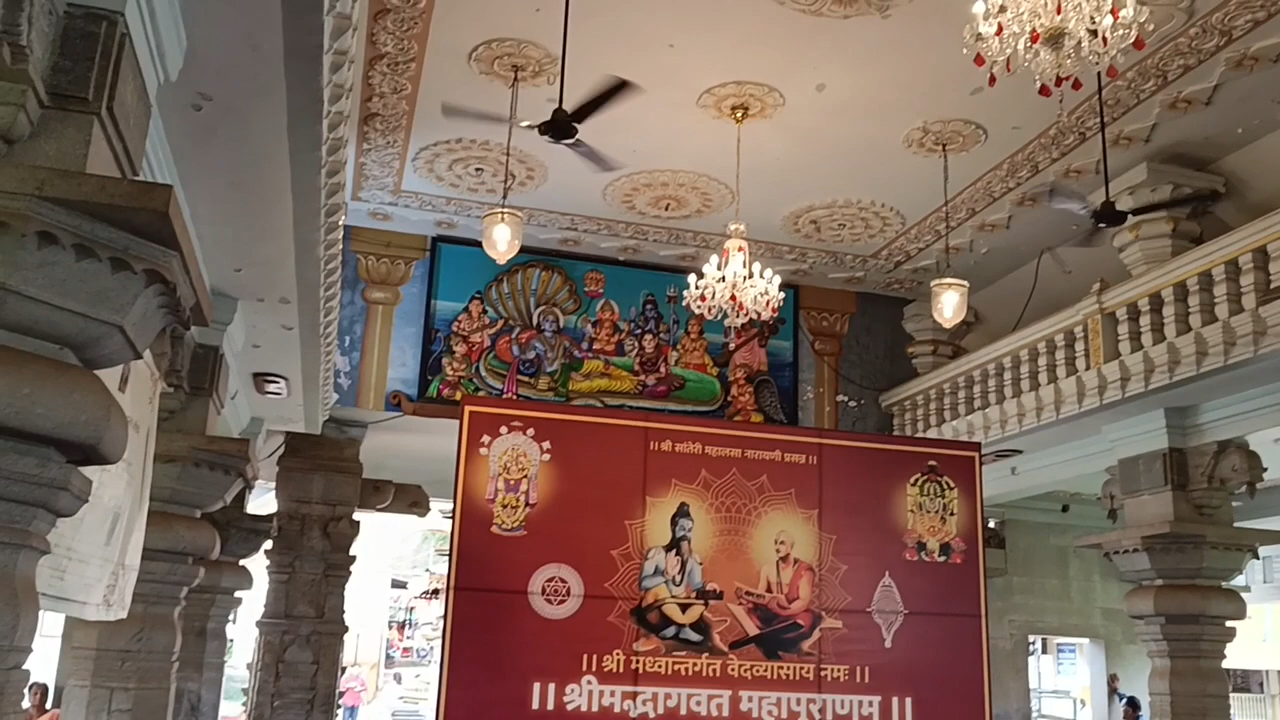 ।। श्री सांतेरी महालसा नारायणी प्रसन्न ।।
।। श्री मध्वान्तर्गत वेदव्यासाय नमः ।।
।। श्रीमद्भागवत महापुराणम् ।।